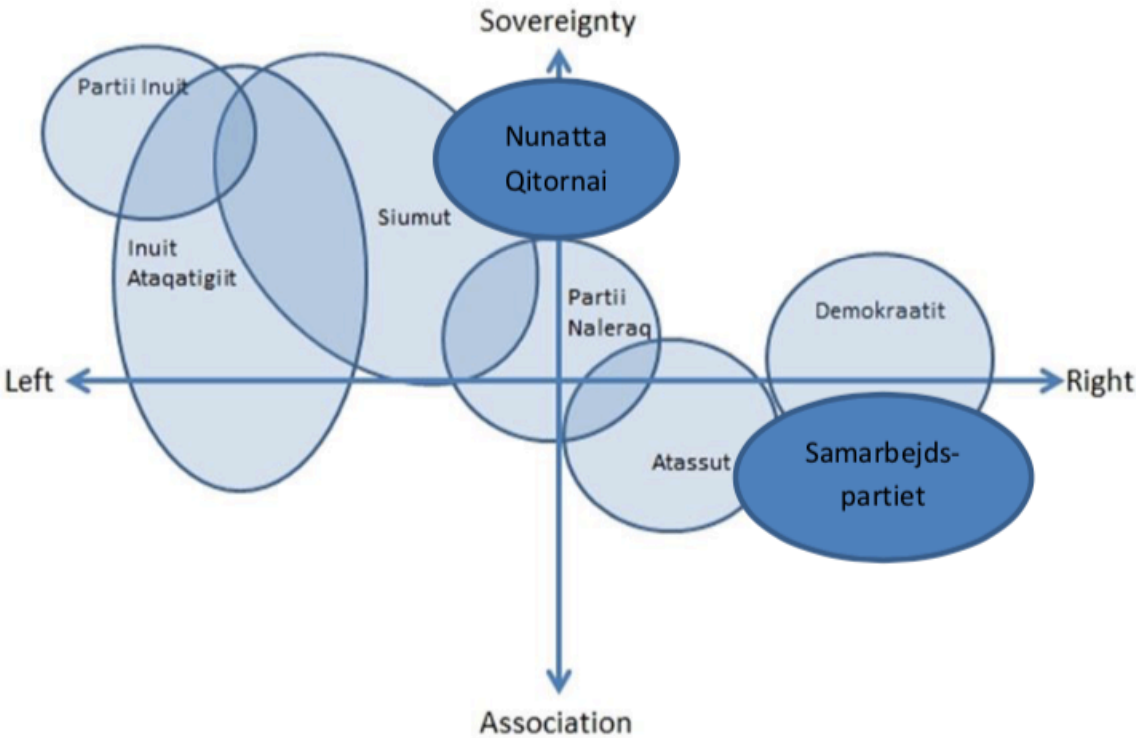 Sovereignty
Partii Inuit
Nunatta
Qitornai
Siumut
Inuit
Ataqatigiit
Partii
Naleraq
Demokraatit
Left
Right
Atassut
Samarbejds-
partiet
Association